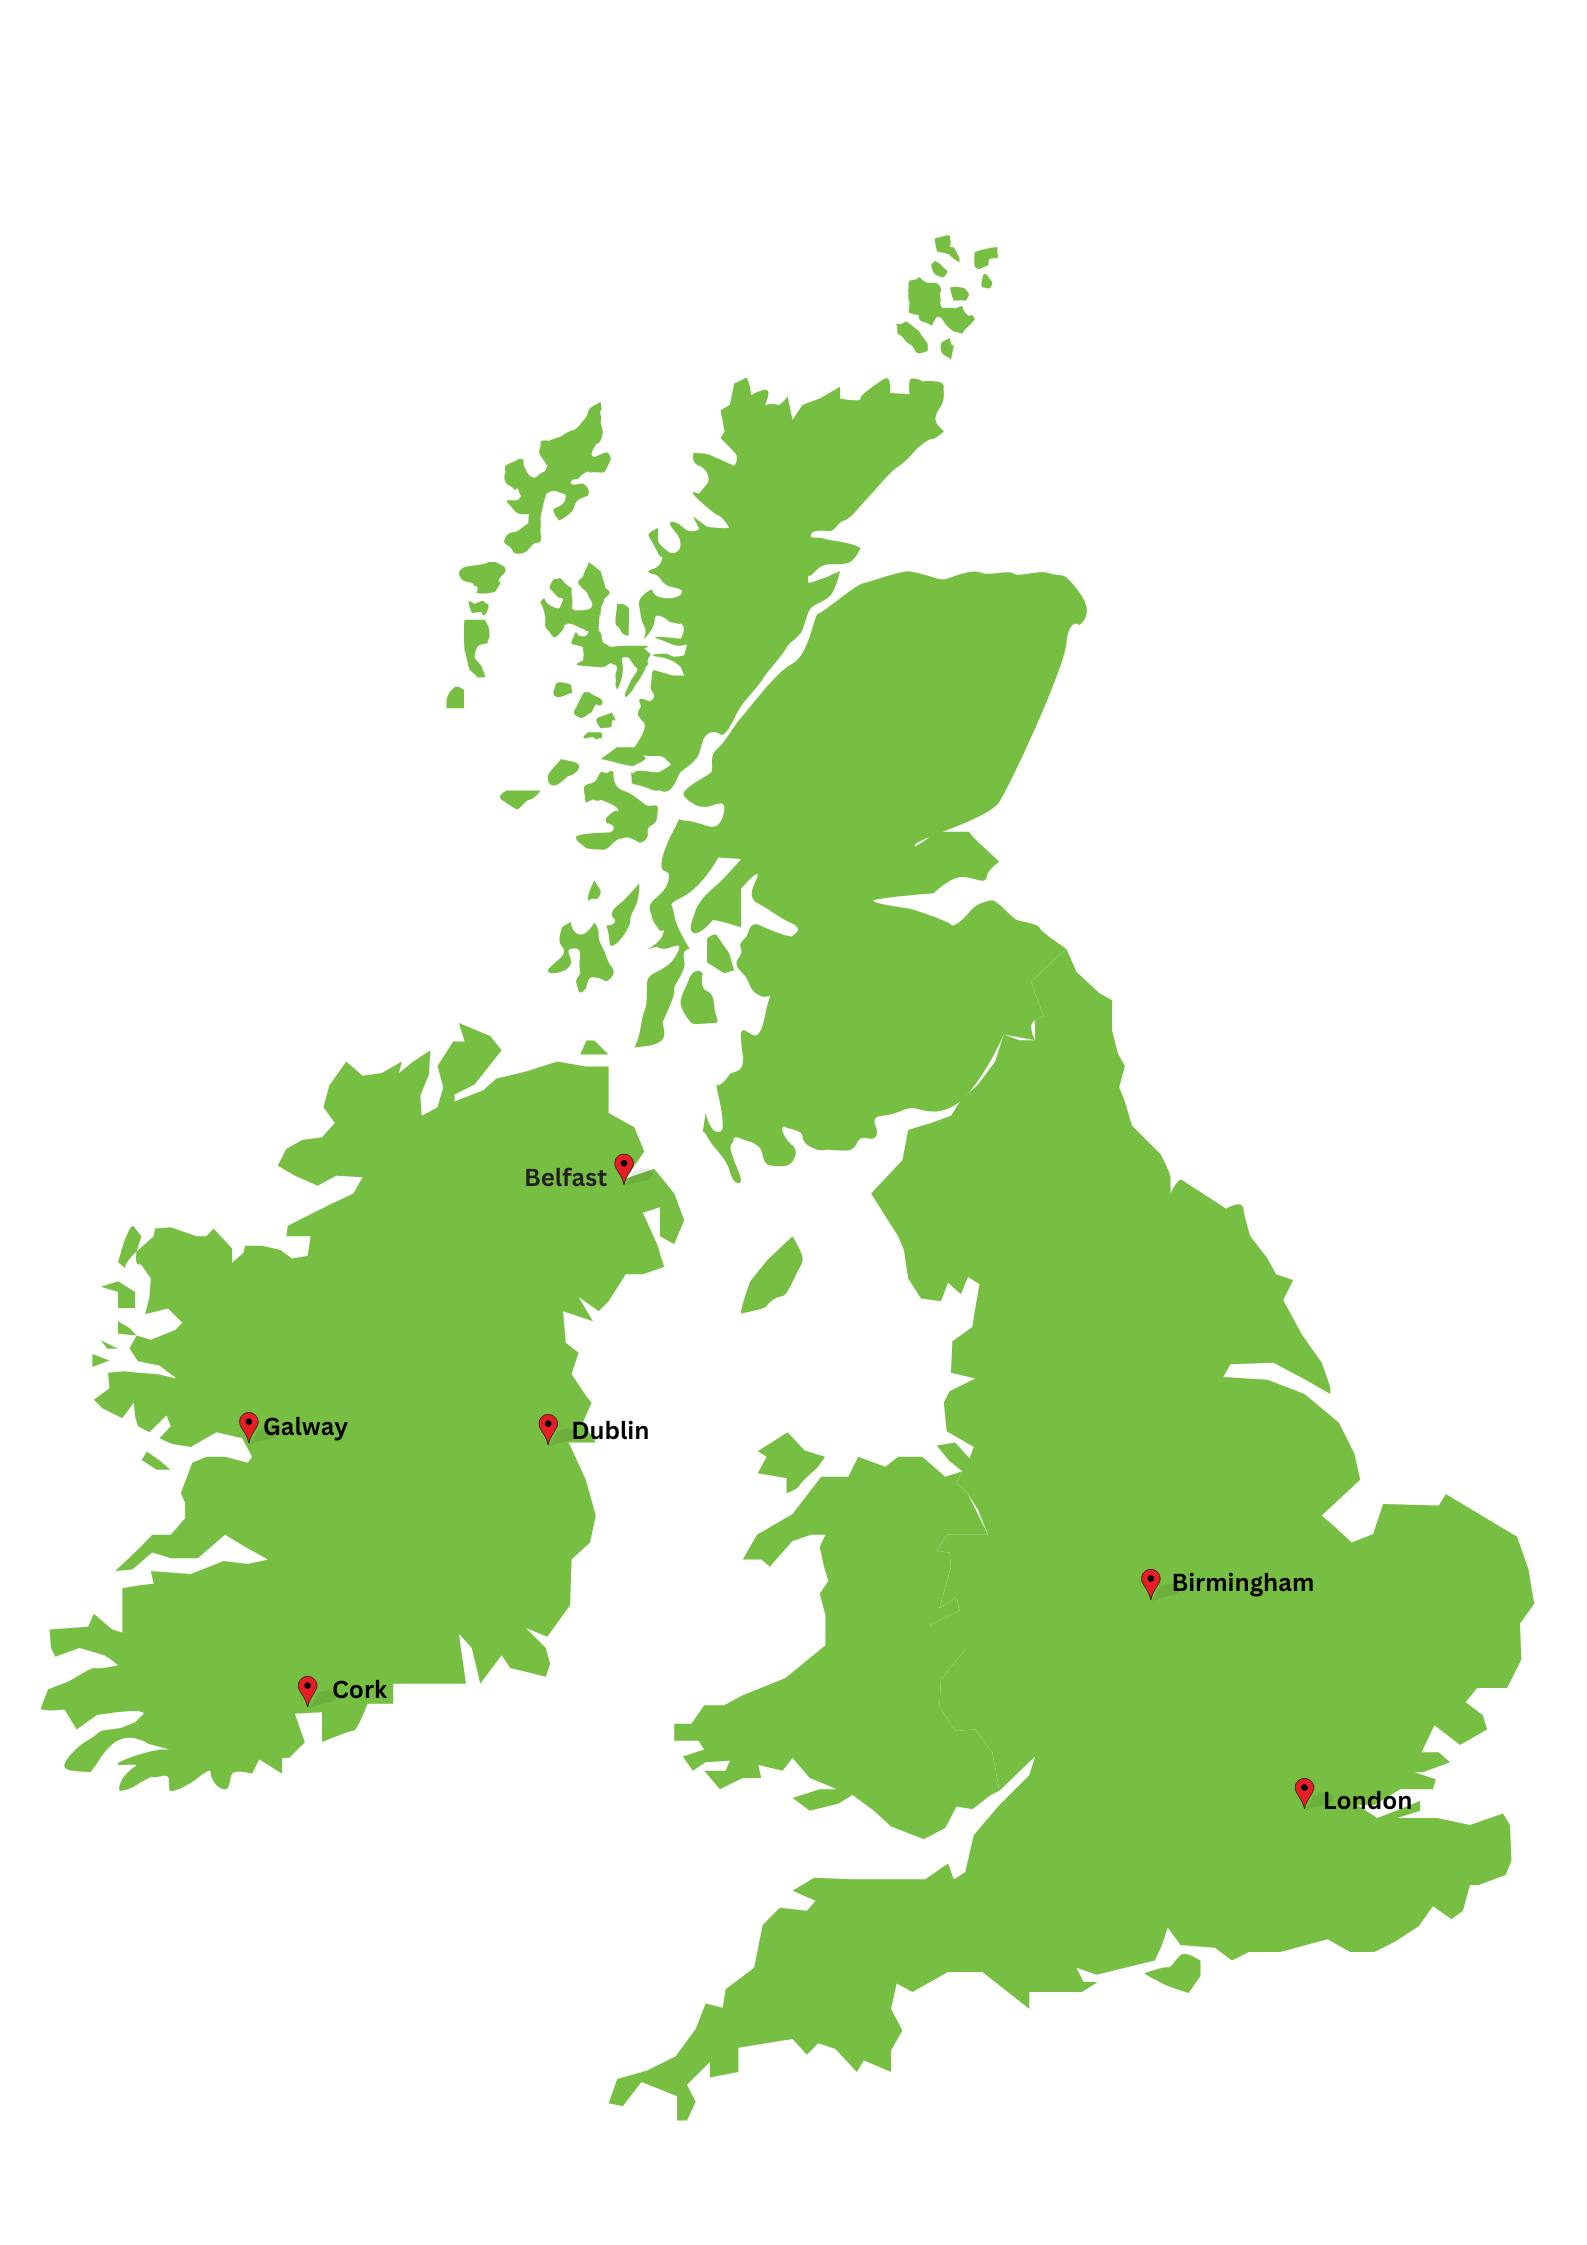 Belfast
Galway
Dublin
Birmingham
Cork
London